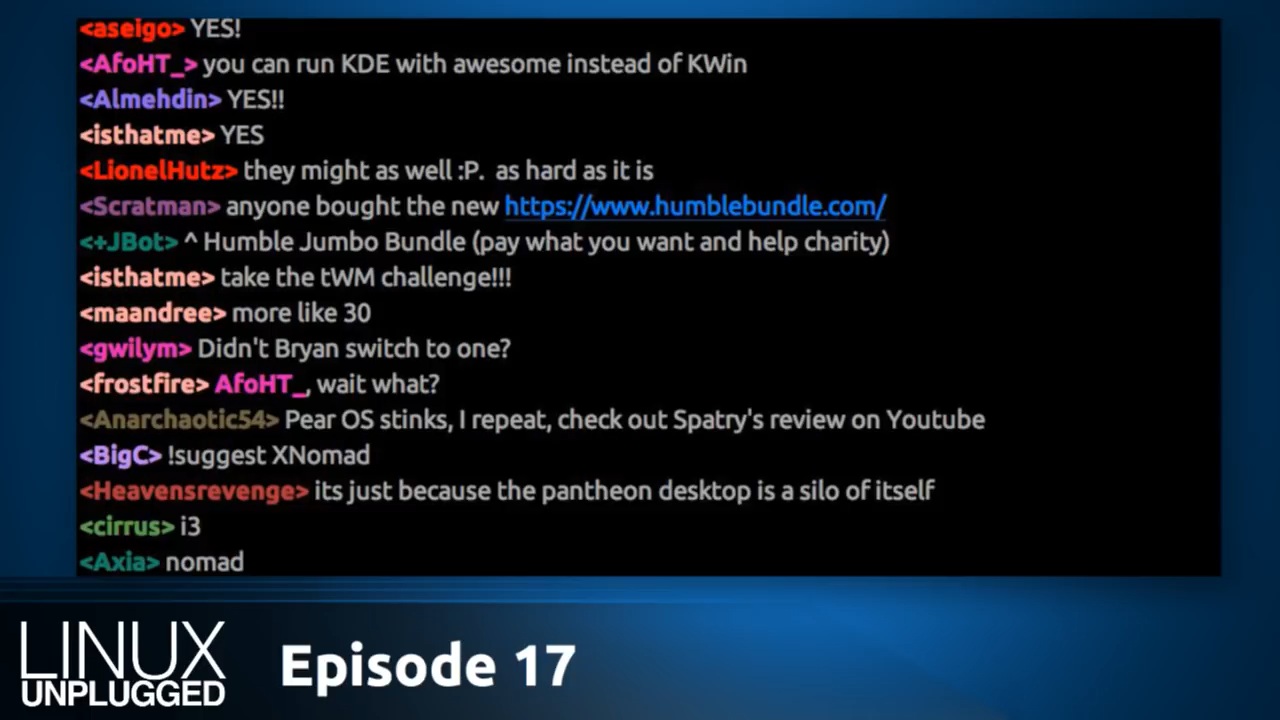 <aseigo> YES!
<AfoHT_> you can run KDE with awesome instead of KWin
<Almehdin> YES!!
<isthatme> YES
<LionelHutz> they might as well :P.  as hard as it is
<Scratman> anyone bought the new https://www.humblebundle.com/
<+JBot> ^ Humble Jumbo Bundle (pay what you want and help charity)
<isthatme> take the tWM challenge!!!
<maandree> more like 30
<gwilym> Didn't Bryan switch to one?
<frostfire> AfoHT_, wait what?
<Anarchaotic54> Pear OS stinks, I repeat, check out Spatry's review on Youtube
<BigC> !suggest XNomad
<Heavensrevenge> its just because the pantheon desktop is a silo of itself
<cirrus> i3
<Axia> nomad
LINUX
UNPLUGGED
Episode 17